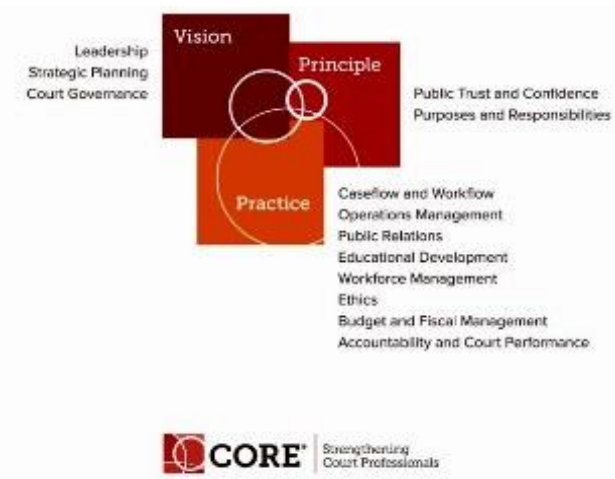 Vision
Leadership
Strategic Planning
Court Governance
Principle
Public Trust and Confidence
Purposes and Responsibilities
Practice
Caseflow and Workflow
Operations Management
Public Relations
Educational Development
Workforce Management
Ethics
Budget and Fiscal Management
Accountability and Court Performance
CORE®
Strengthening
Court Professionals